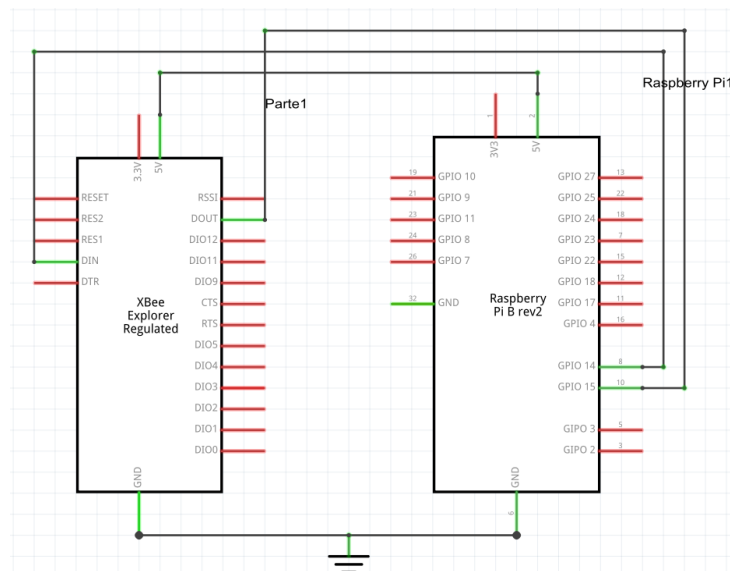 Raspberry Pi1
Parte1
3.3V
5V
1
3V3
2
5V
RESET
RES2
RES1
DIN
DTR
RSSI
DOUT
DIO12
DIO11
DIO9
CTS
RTS
DIO5
DIO4
DIO3
DIO2
DIO1
DIO0
XBee
Explorer
Regulated
GND
19 GPIO 10
21 GPIO 9
23 GPIO 11
24 GPIO 8
26 GPIO 7
32 GND
Raspberry
Pi B rev2
GPIO 27 13
GPIO 25 22
GPIO 24 18
GPIO 23 7
GPIO 22 15
GPIO 18 12
GPIO 17 11
GPIO 4 16
GPIO 14 8
GPIO 15 10
GIPO 3 5
GIPO 2 3
GND
6